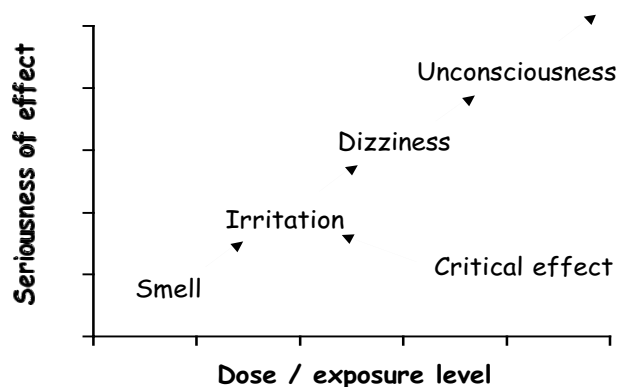 Unconsciousness
Dizziness
Irritation
Critical effect
Smell
Seriousness of effect
Dose / exposure level